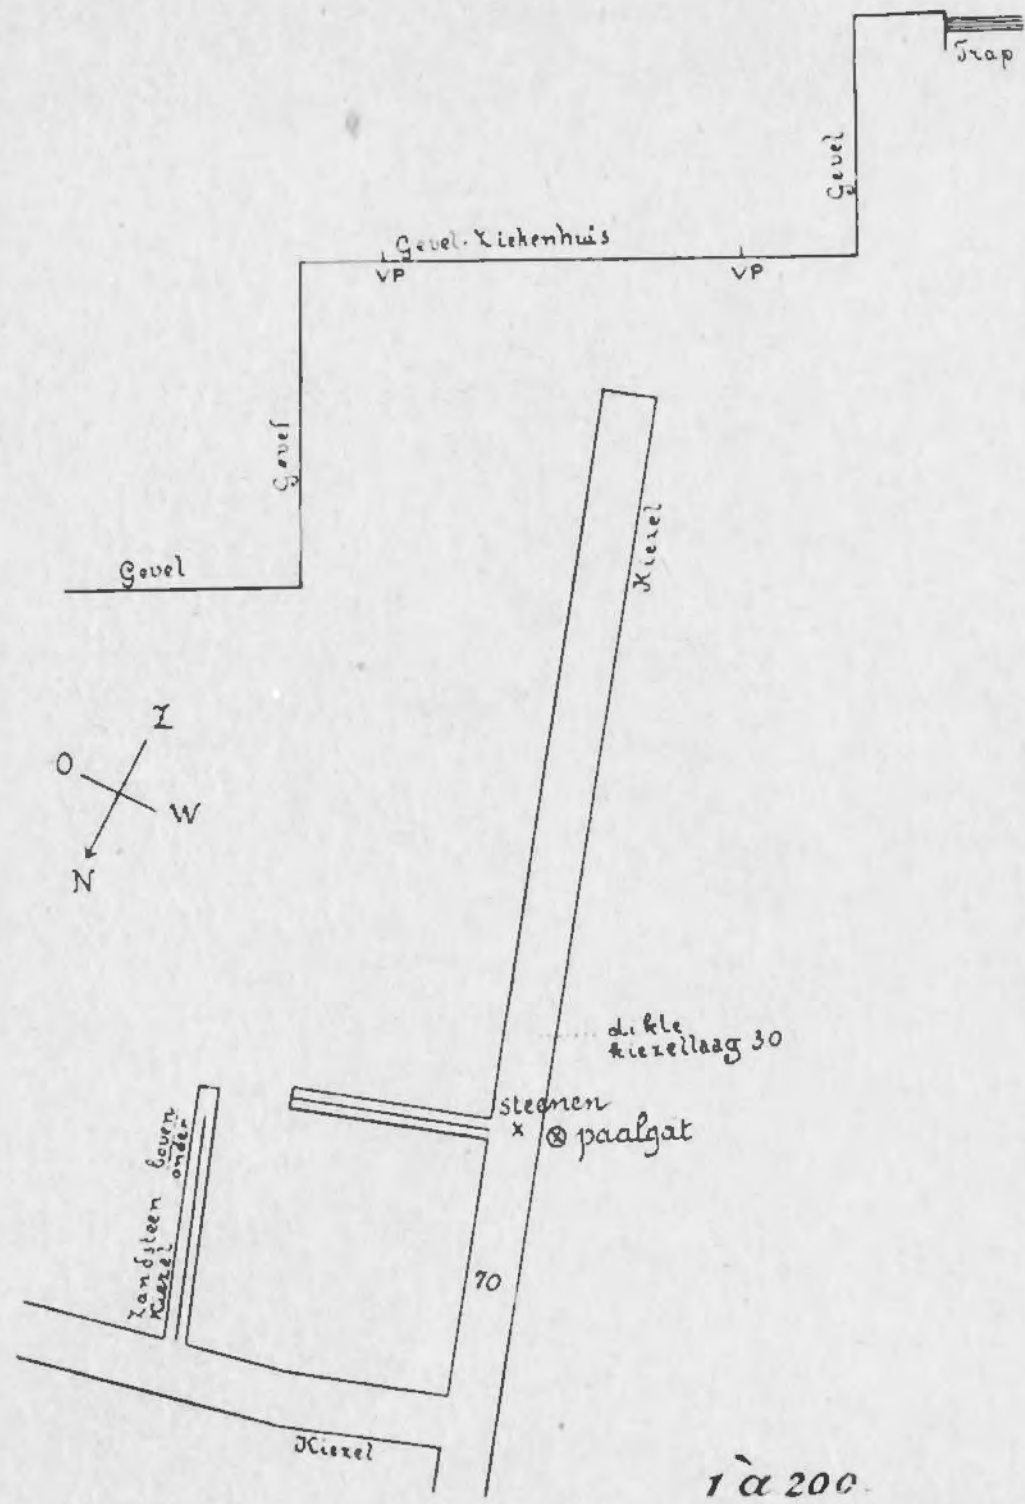 Trap
Gevel
Gevel-Ziekenhuis
VP
VP
Gevel
Gevel
Kiezel
Z
O
W
N
dikte
kiezellaag 30
steenen
x ⊗ paalgat
Zandsteen boven
Kiezel onder
70
Kiezel
1 à 200.